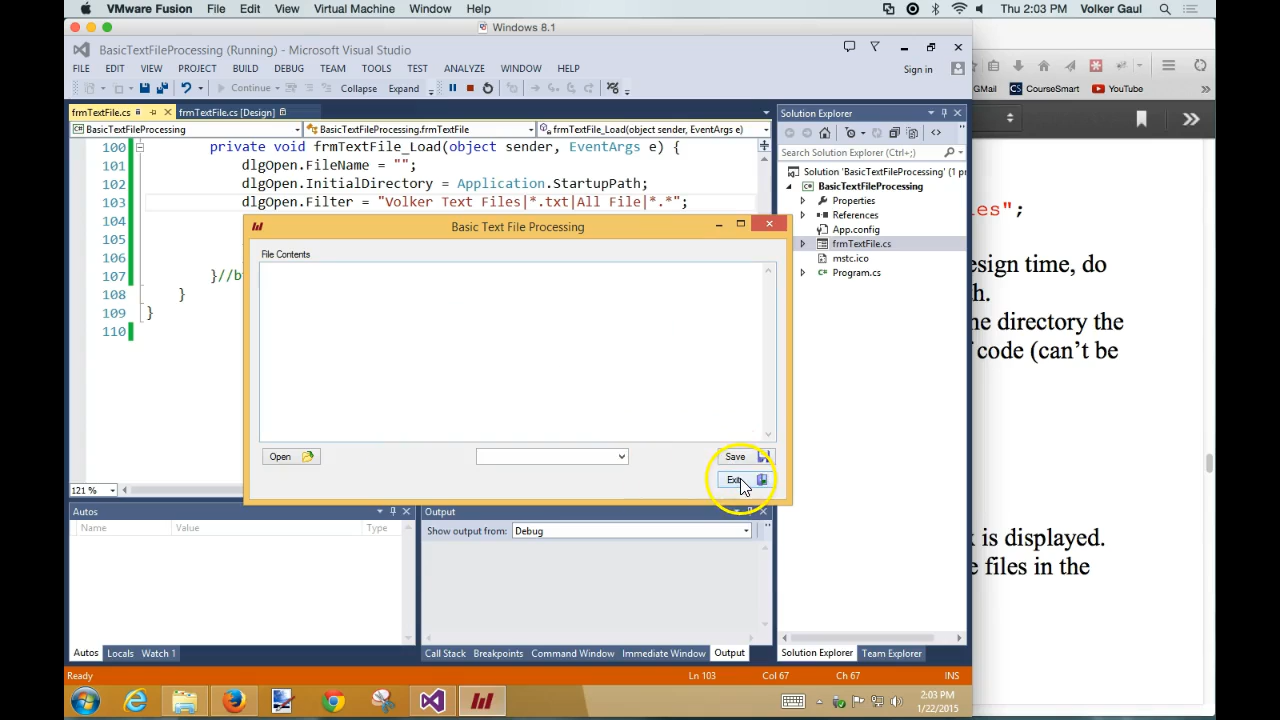 VMware Fusion File Edit View Virtual Machine Window Help Thu 2:03 PM Volker Gaul
Windows 8.1
BasicTextFileProcessing (Running) - Microsoft Visual Studio
FILE EDIT VIEW PROJECT BUILD DEBUG TEAM TOOLS TEST ANALYZE WINDOW HELP Sign in
Continue Collapse Expand
GMail CourseSmart YouTube
frmTextFile.cs frmTextFile.cs [Design]
BasicTextFileProcessing BasicTextFileProcessing.frmTextFile frmTextFile_Load(object sender, EventArgs e)
100 private void frmTextFile_Load(object sender, EventArgs e) {
101 dlgOpen.FileName = "";
102 dlgOpen.InitialDirectory = Application.StartupPath;
103 dlgOpen.Filter = "Volker Text Files|*.txt|All File|*.*";
104
105
106
107 }//b
108 }
109 }
110
121 %
Basic Text File Processing
File Contents
Open Save
Exit
Solution Explorer
Search Solution Explorer (Ctrl+;)
Solution 'BasicTextFileProcessing' (1 p
BasicTextFileProcessing
Properties
References
App.config
frmTextFile.cs
mstc.ico
Program.cs
Solution Explorer Team Explorer
Autos
Name Value Type
Autos Locals Watch 1
Output
Show output from: Debug
Call Stack Breakpoints Command Window Immediate Window Output
Ready Ln 103 Col 67 Ch 67 INS
2:03 PM
1/22/2015
es";
esign time, do
h.
ne directory the
code (can't be
is displayed.
e files in the